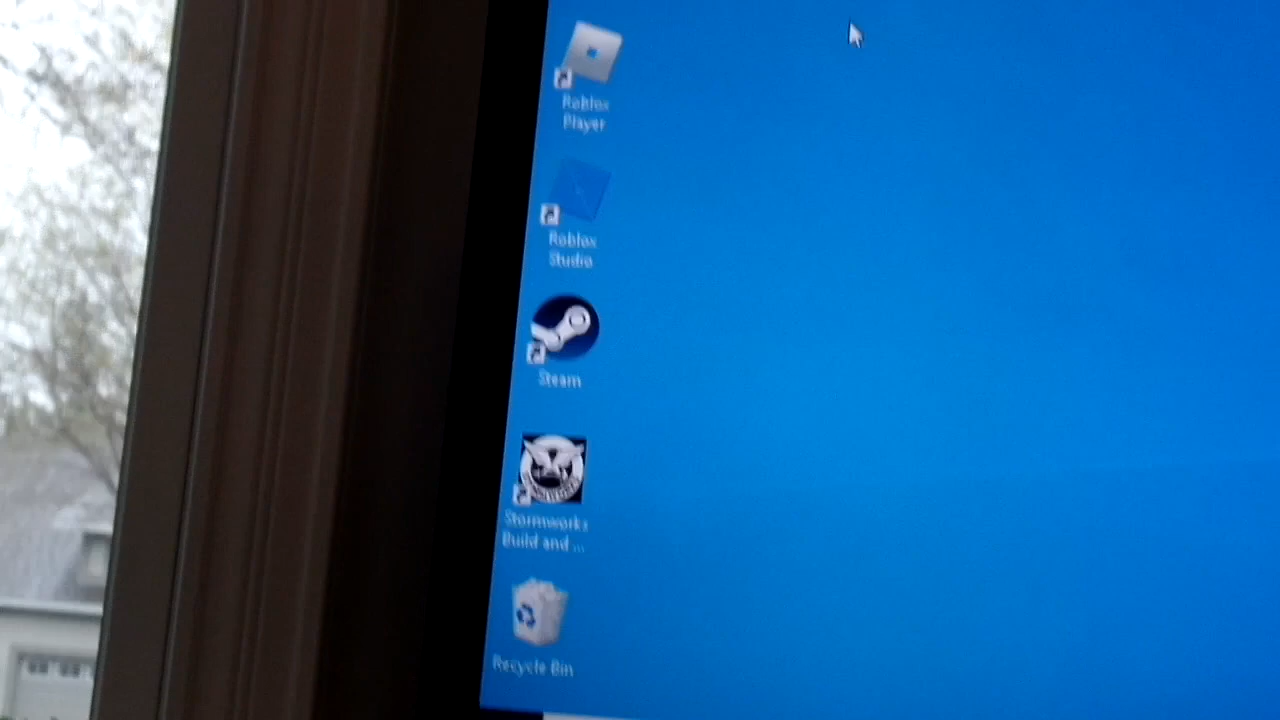 Roblox
Player
Roblox
Studio
Steam
Stormworks
Build and ...
Recycle Bin